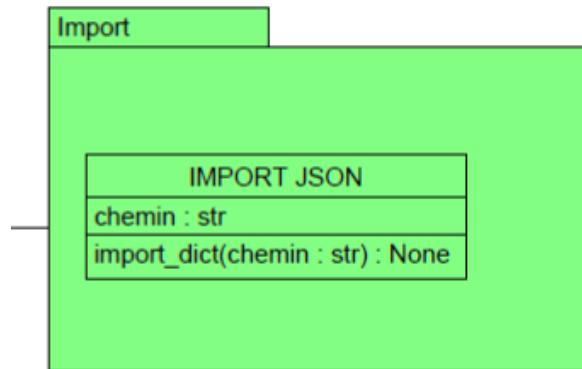 Import
IMPORT JSON
chemin : str
import_dict(chemin : str) : None